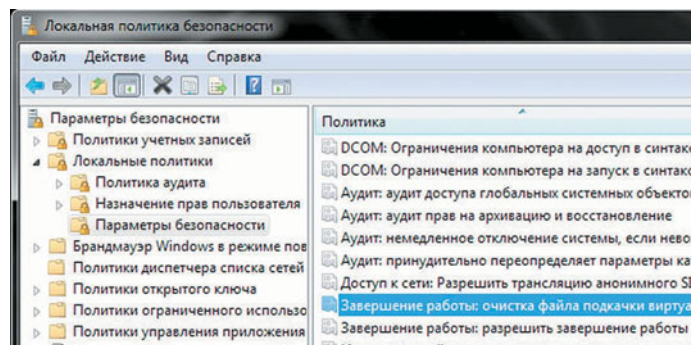 Локальная политика безопасности
Файл Действие Вид Справка
Параметры безопасности
Политики учетных записей
Локальные политики
Политика аудита
Назначение прав пользователя
Параметры безопасности
Брандмауэр Windows в режиме пов
Политики диспетчера списка сетей
Политики открытого ключа
Политики ограниченного использо
Политики управления приложения
Политика
DCOM: Ограничения компьютера на доступ в синтакс
DCOM: Ограничения компьютера на запуск в синтакс
Аудит: аудит доступа глобальных системных объекто
Аудит: аудит прав на архивацию и восстановление
Аудит: немедленное отключение системы, если нево
Аудит: принудительно переопределяет параметры ка
Доступ к сети: Разрешить трансляцию анонимного SI
Завершение работы: очистка файла подкачки виртуа
Завершение работы: разрешить завершение работы